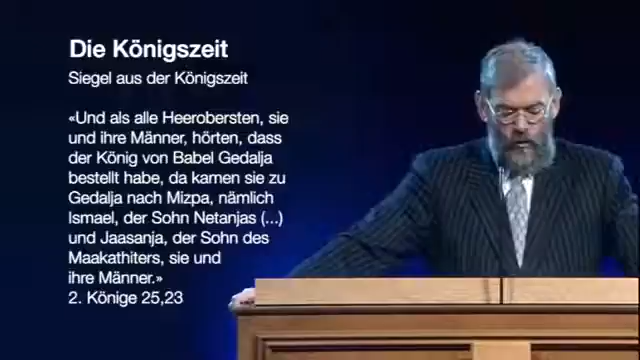 Die Königszeit
Siegel aus der Königszeit
«Und als alle Heerobersten, sie
und ihre Männer, hörten, dass
der König von Babel Gedalja
bestellt habe, da kamen sie zu
Gedalja nach Mizpa, nämlich
Ismael, der Sohn Netanjas (...)
und Jaasanja, der Sohn des
Maakathiters, sie und
ihre Männer.»
2. Könige 25,23